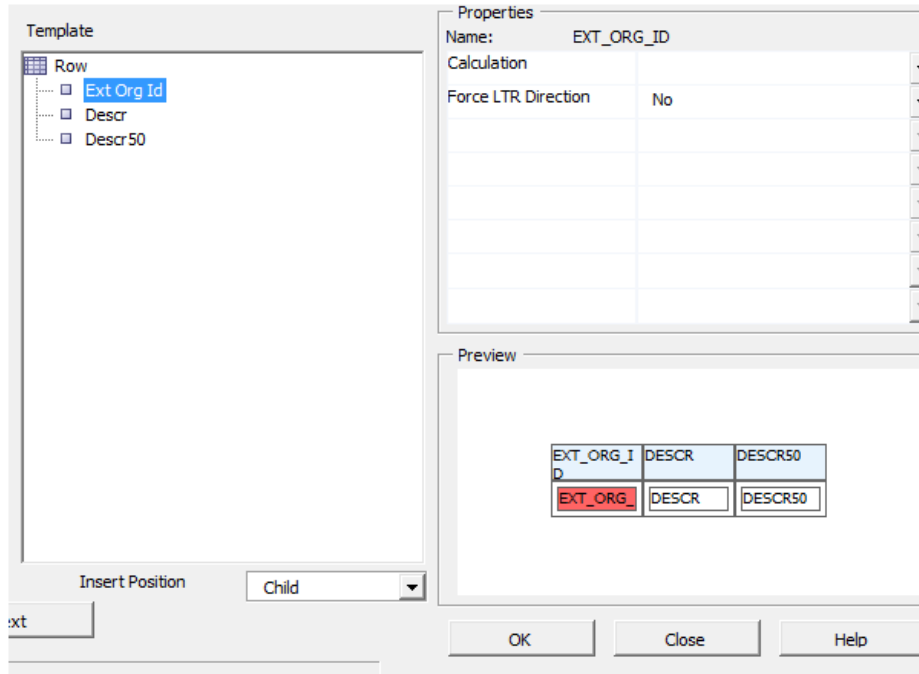 Template
Row
Ext Org Id
Descr
Descr50
Insert Position Child
ext
Properties
Name: EXT_ORG_ID
Calculation
Force LTR Direction No
Preview
EXT_ORG_I
D
DESCR
DESCR50
EXT_ORG_
DESCR
DESCR50
OK
Close
Help